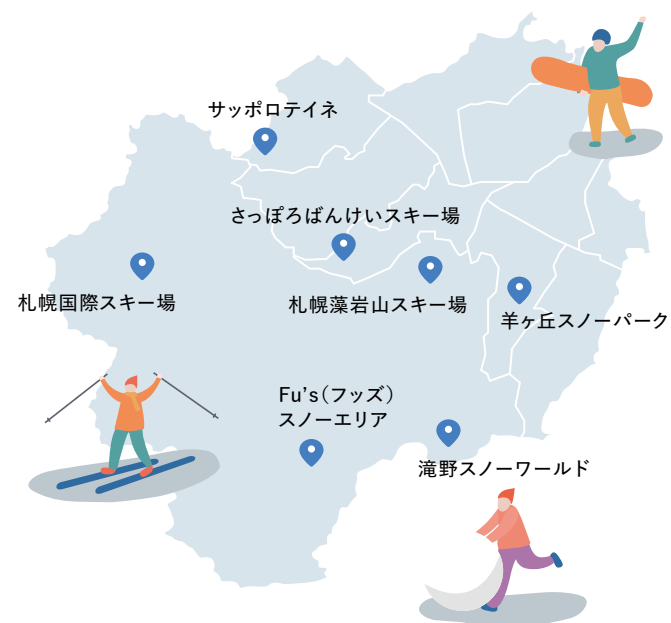 サッポロテイネ
さっぽろばんけいスキー場
札幌国際スキー場
札幌藻岩山スキー場
羊ヶ丘スノーパーク
Fu's(フッズ)
スノーエリア
滝野スノーワールド